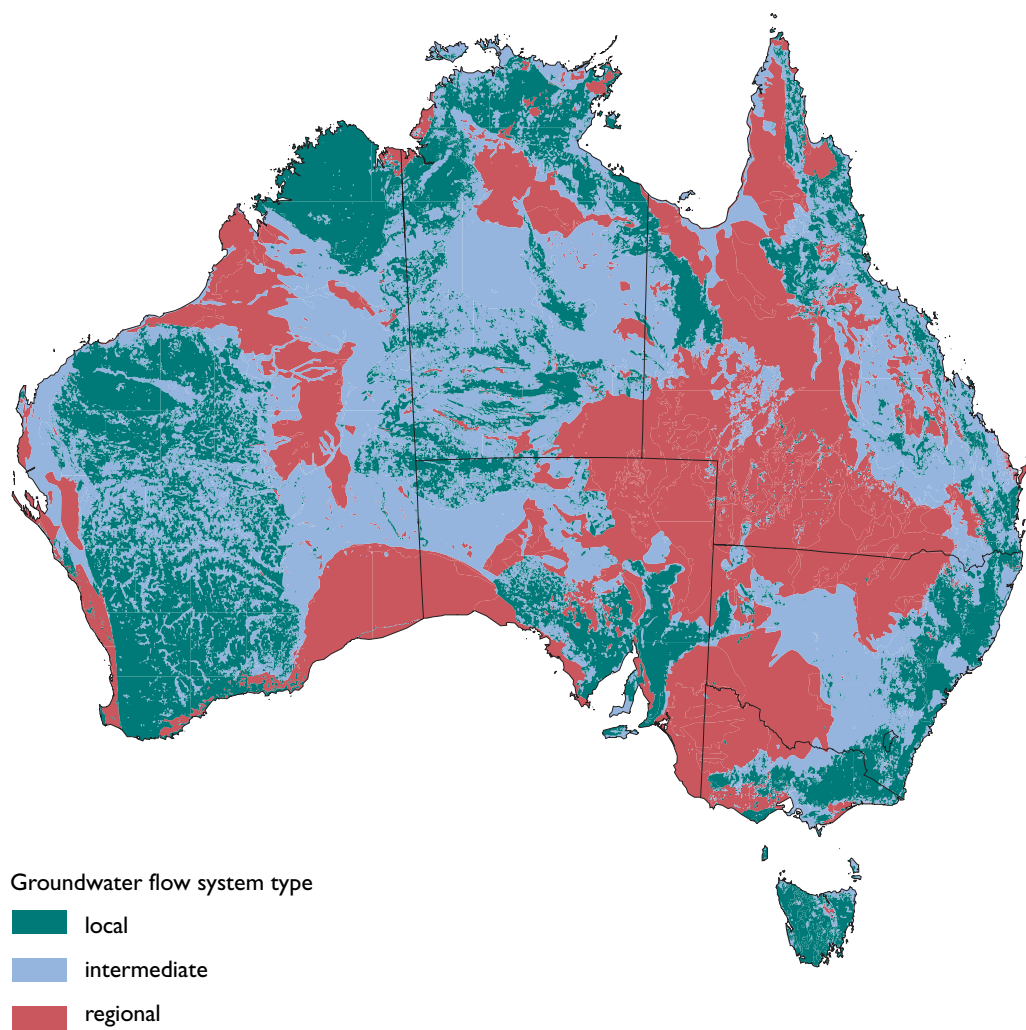 Groundwater flow system type
local
intermediate
regional